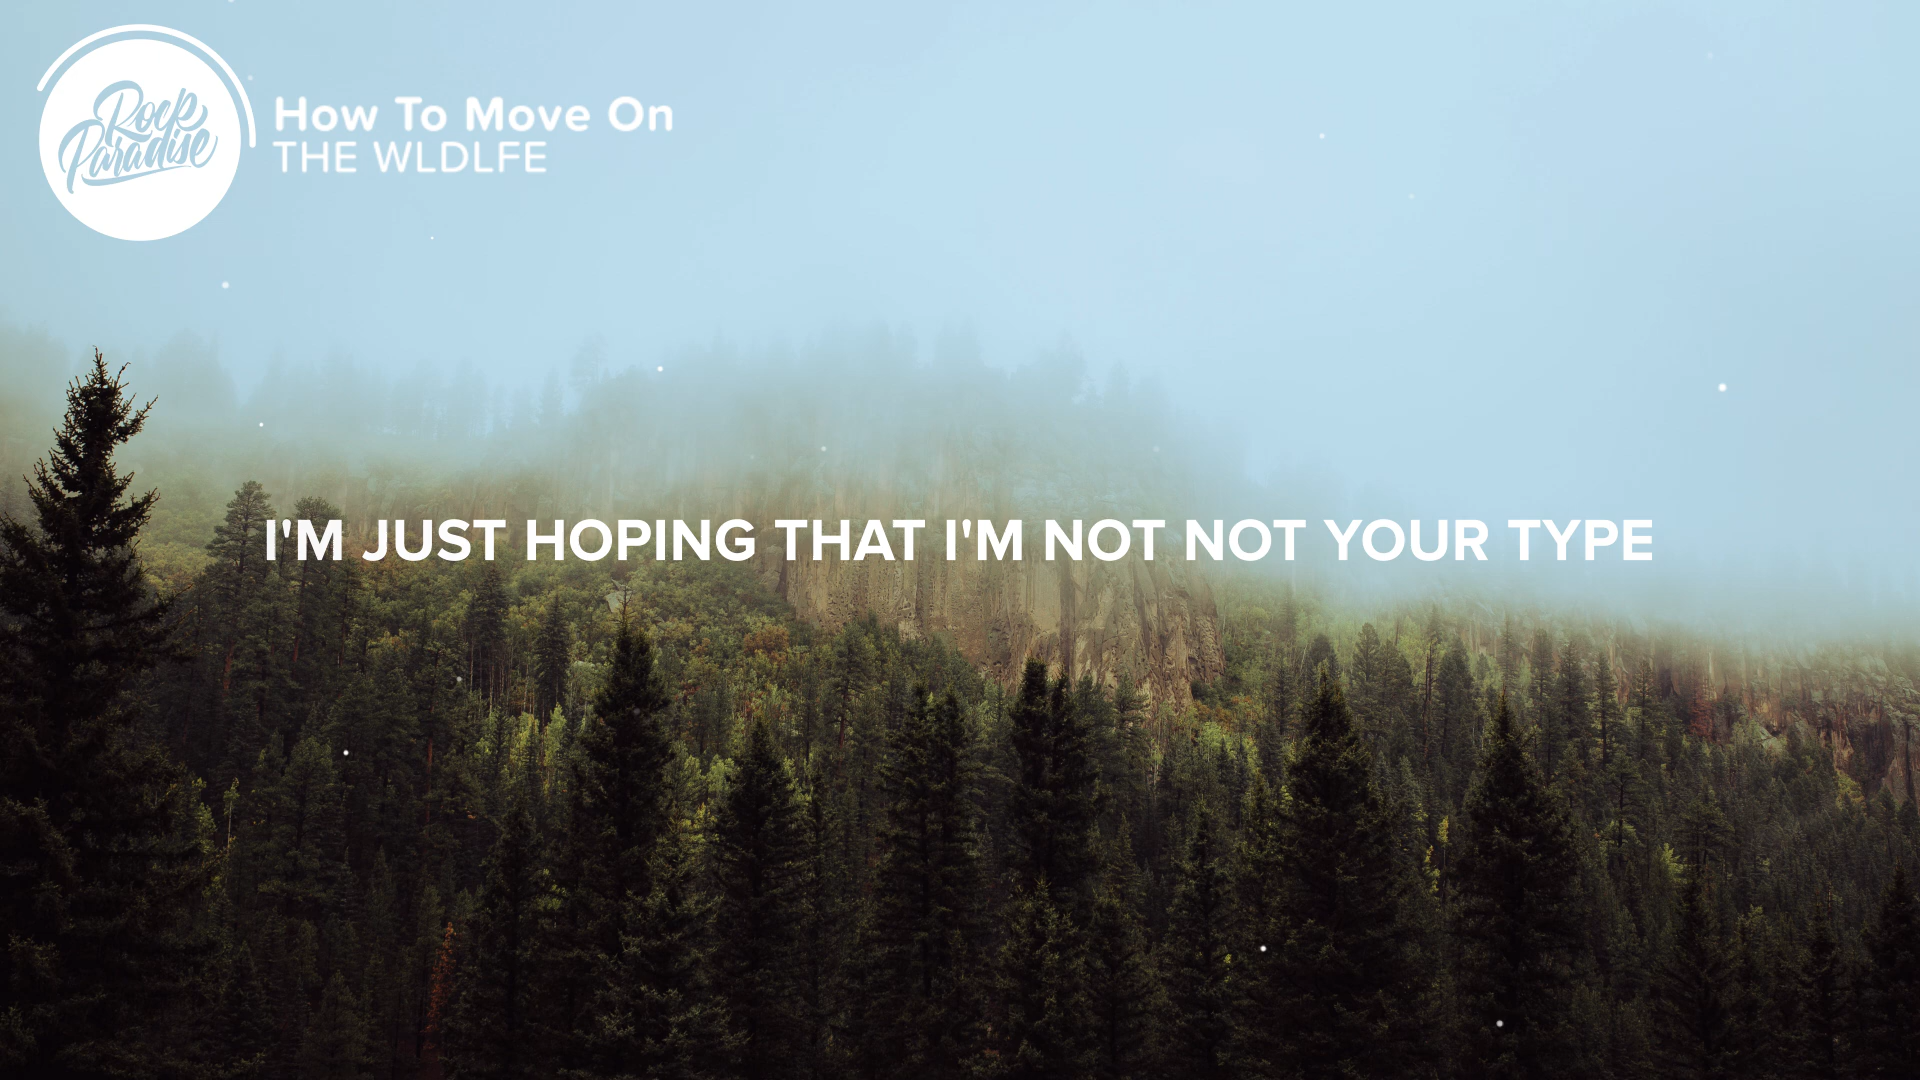 Rock
Paradise
How To Move On
THE WLDLFE
I'M JUST HOPING THAT I'M NOT NOT YOUR TYPE